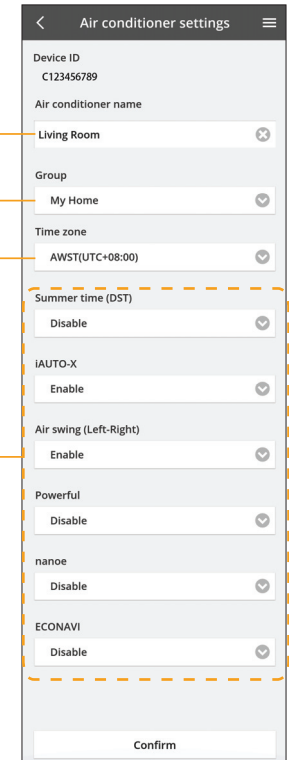 Air conditioner settings
Device ID
C123456789
Air conditioner name
Living Room
Group
My Home
Time zone
AWST(UTC+08:00)
Summer time (DST)
Disable
iAUTO-X
Enable
Air swing (Left-Right)
Enable
Powerful
Disable
nanoe
Disable
ECONAVI
Disable
Confirm